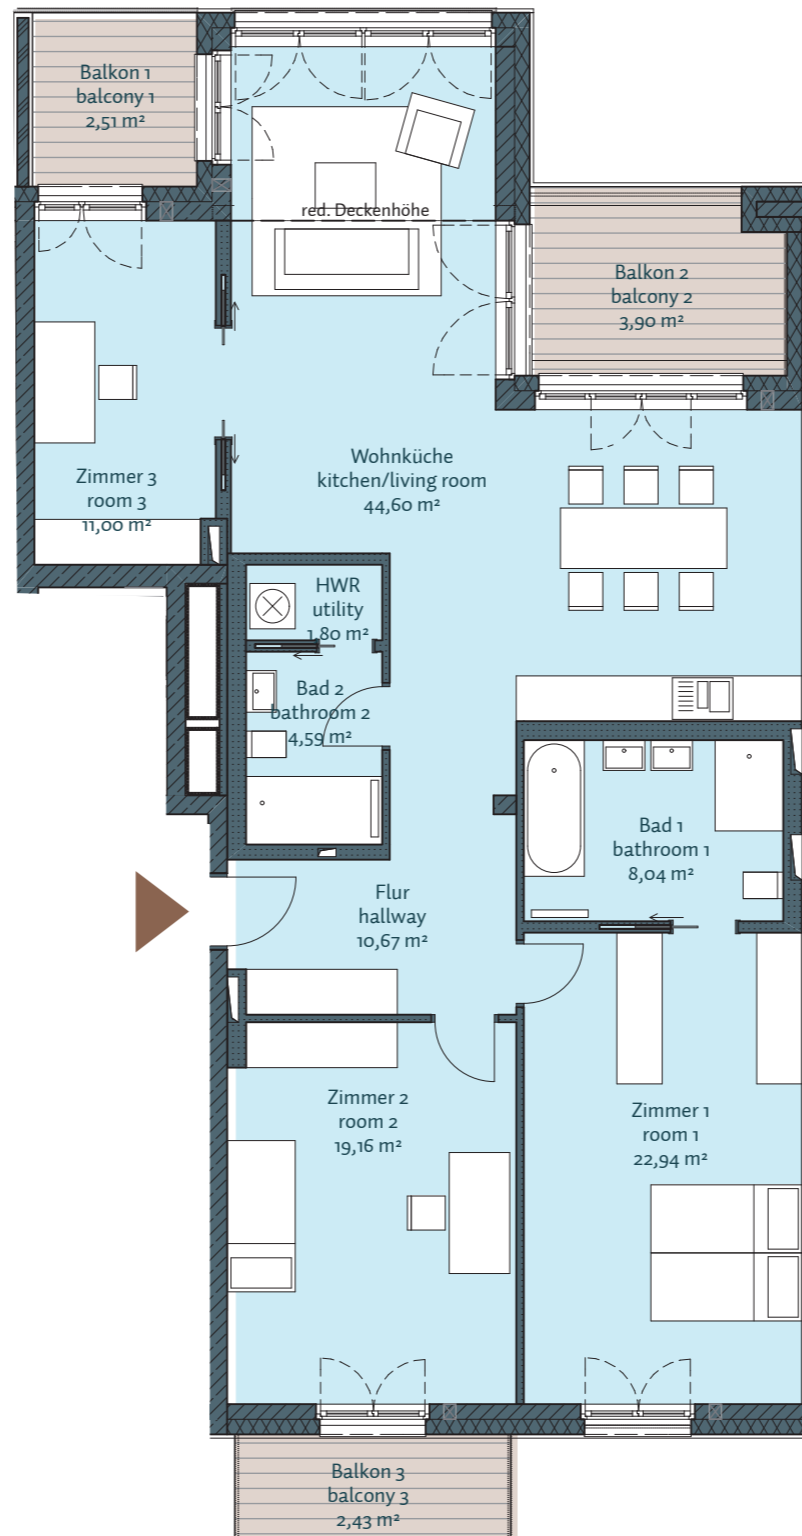 Balkon 1
balcony 1
2,51 m²
red. Deckenhöhe
Balkon 2
balcony 2
3,90 m²
Wohnküche
kitchen/living room
44,60 m²
Zimmer 3
room 3
11,00 m²
HWR
utility
1,80 m²
Bad 2
bathroom 2
4,59 m²
Bad 1
bathroom 1
8,04 m²
Flur
hallway
10,67 m²
Zimmer 2
room 2
19,16 m²
Zimmer 1
room 1
22,94 m²
Balkon 3
balcony 3
2,43 m²